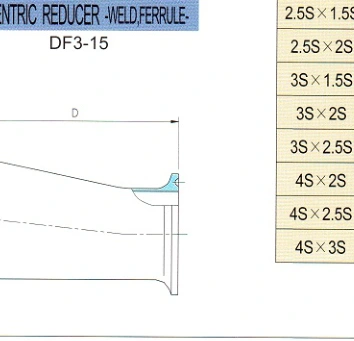 ENTRIC REDUCER -WELD,FERRULE-
DF3-15
D
2.5S×1.5S
2.5S×2S
3S×1.5S
3S×2S
3S×2.5S
4S×2S
4S×2.5S
4S×3S